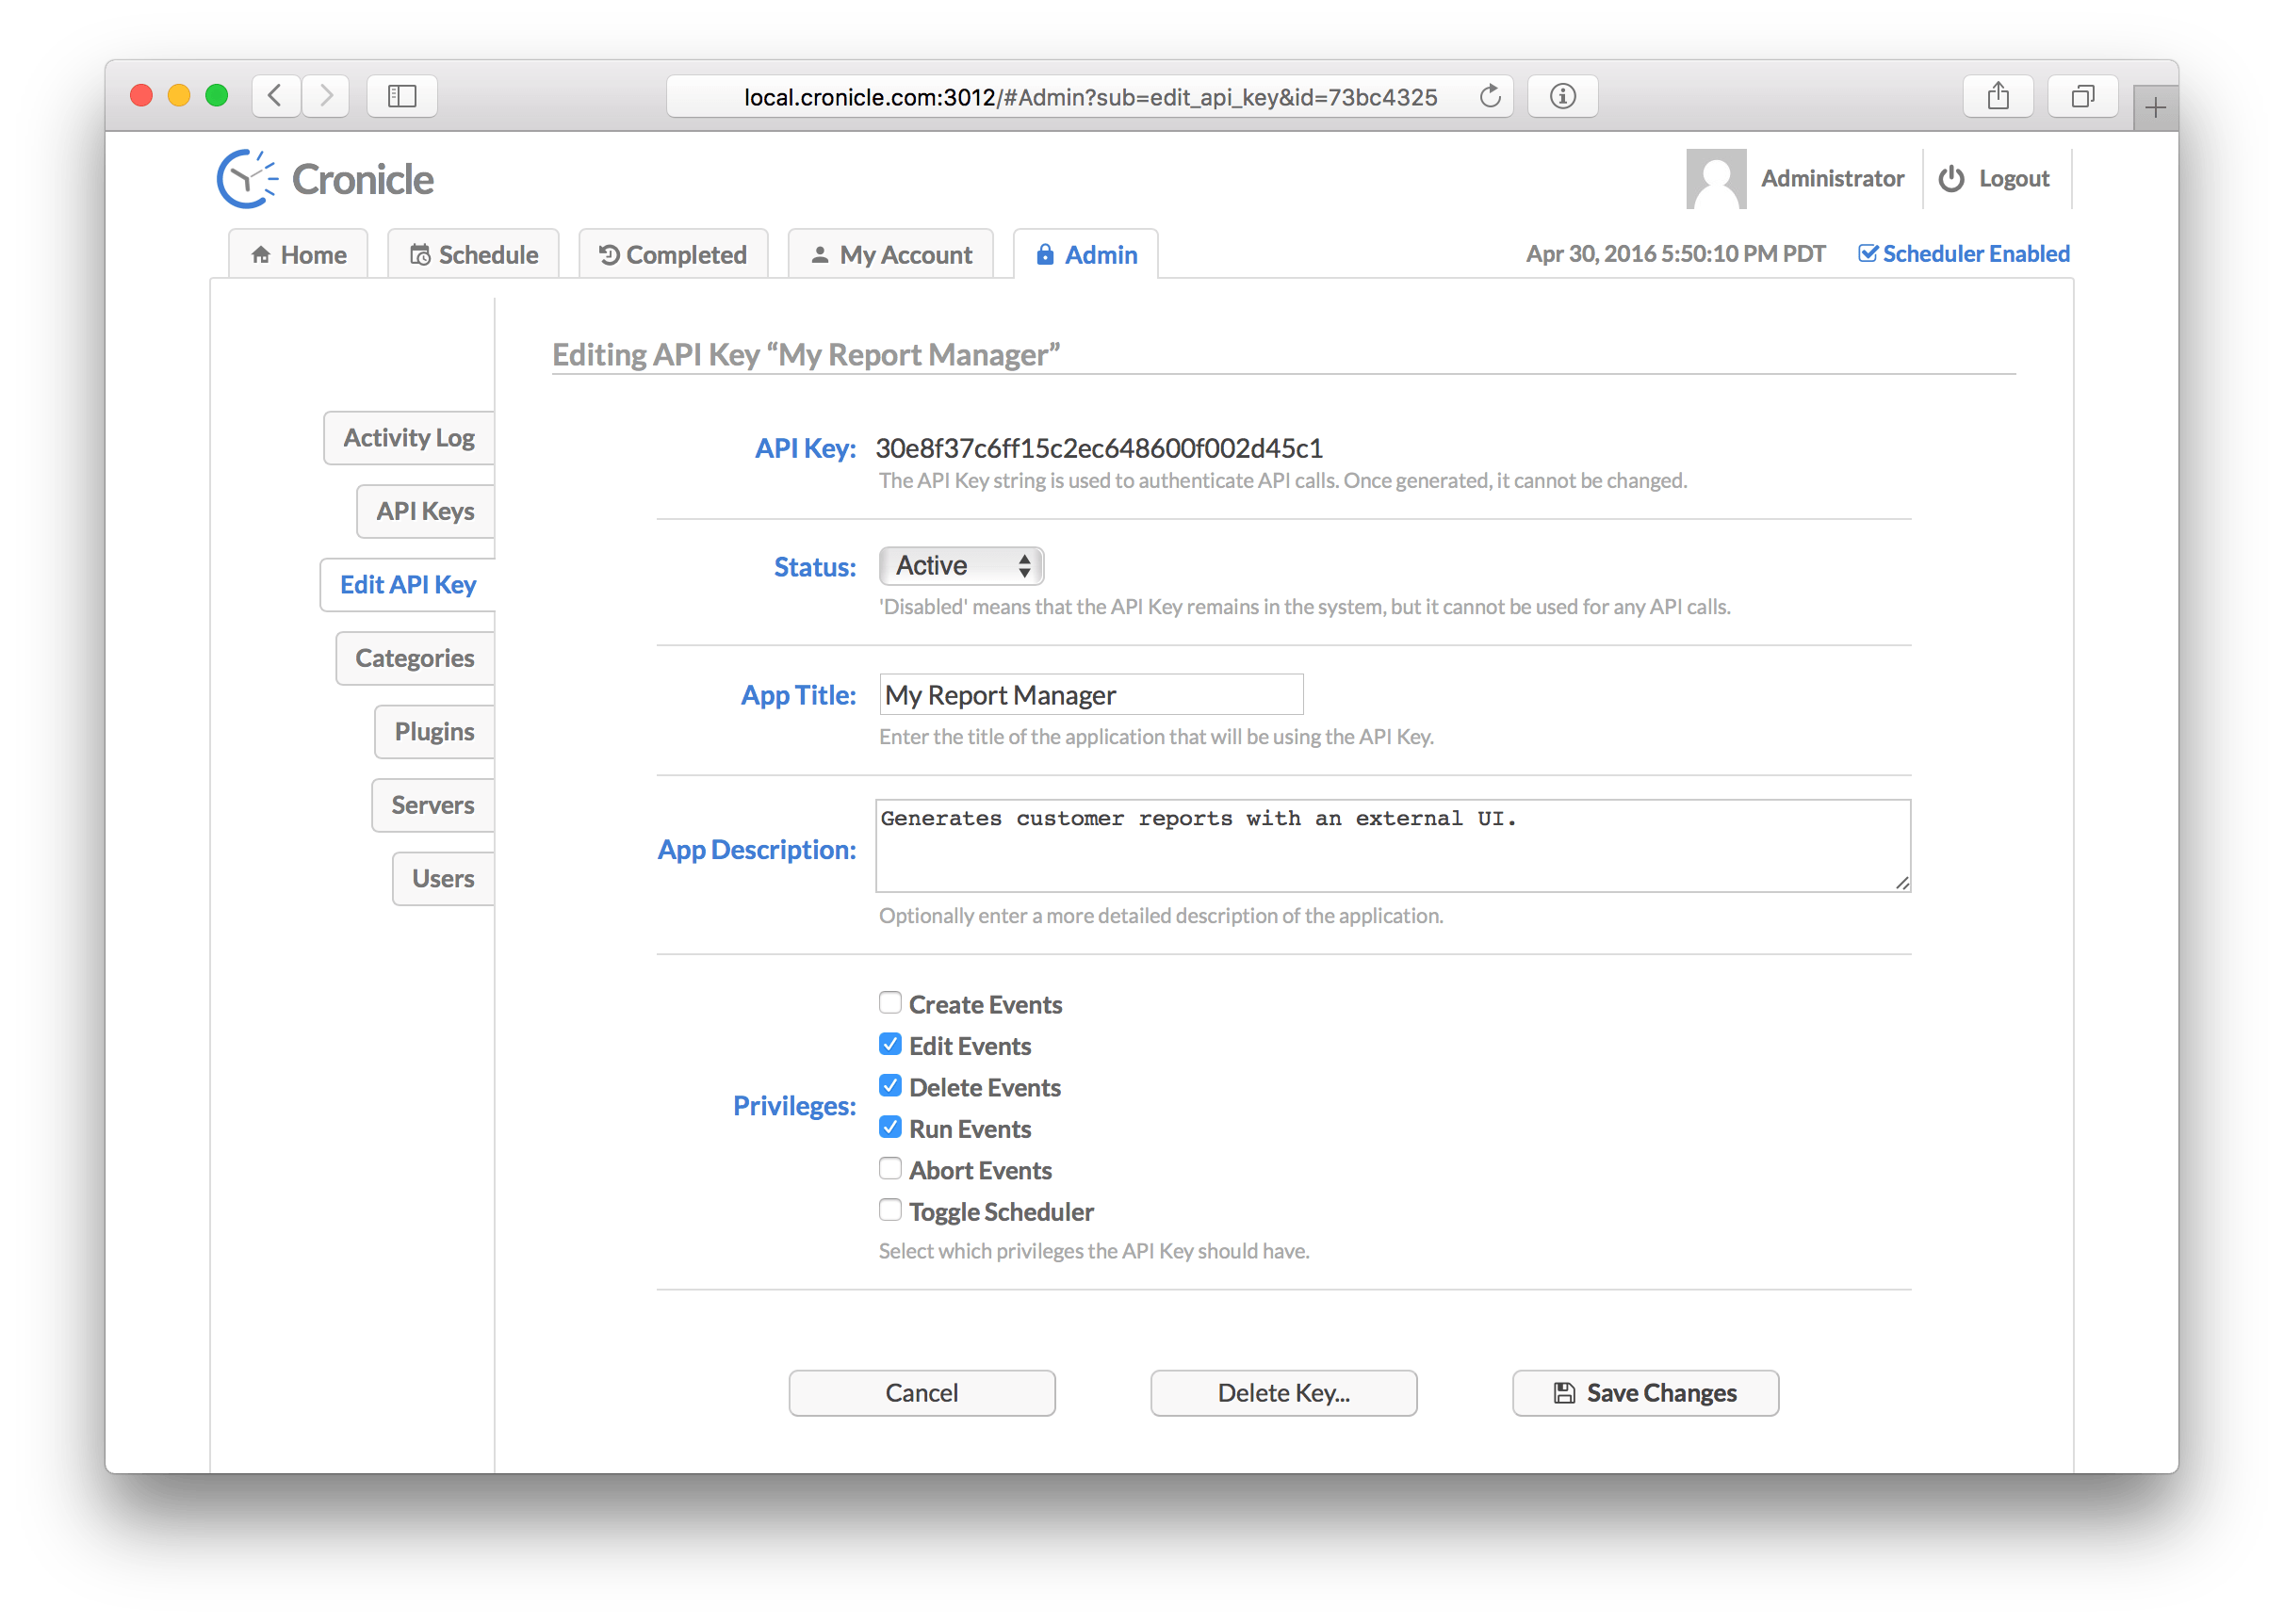 local.cronicle.com:3012/#Admin?sub=edit_api_key&id=73bc4325
Cronicle
Administrator
Logout
Home
Schedule
Completed
My Account
Admin
Apr 30, 2016 5:50:10 PM PDT
Scheduler Enabled
Editing API Key “My Report Manager”
Activity Log
API Keys
Edit API Key
Categories
Plugins
Servers
Users
API Key: 30e8f37c6ff15c2ec648600f002d45c1
The API Key string is used to authenticate API calls. Once generated, it cannot be changed.
Status: Active
'Disabled' means that the API Key remains in the system, but it cannot be used for any API calls.
App Title: My Report Manager
Enter the title of the application that will be using the API Key.
App Description: Generates customer reports with an external UI.
Optionally enter a more detailed description of the application.
Privileges:
Create Events
Edit Events
Delete Events
Run Events
Abort Events
Toggle Scheduler
Select which privileges the API Key should have.
Cancel
Delete Key...
Save Changes